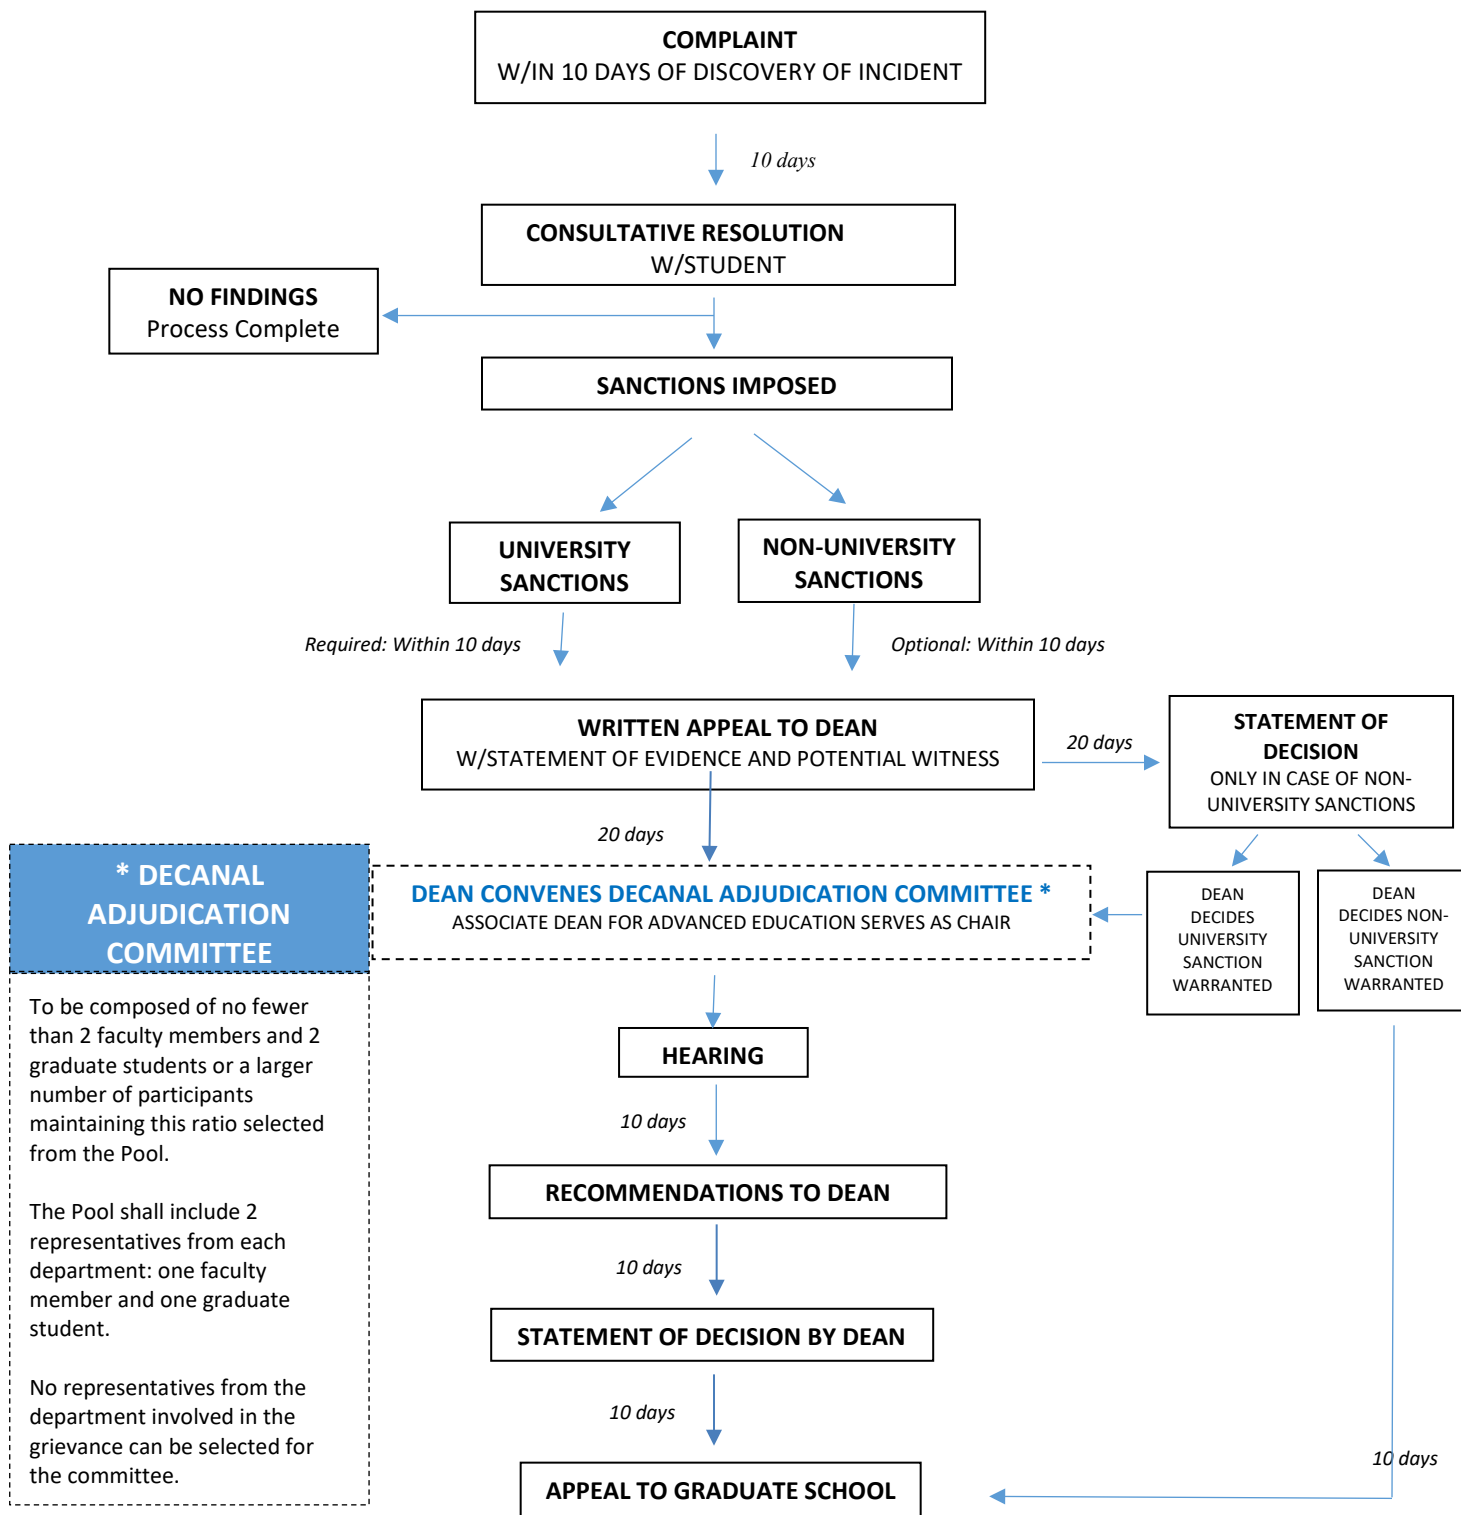 COMPLAINT
W/IN 10 DAYS OF DISCOVERY OF INCIDENT
10 days
CONSULTATIVE RESOLUTION
W/STUDENT
NO FINDINGS
Process Complete
SANCTIONS IMPOSED
UNIVERSITY
SANCTIONS
NON-UNIVERSITY
SANCTIONS
Required: Within 10 days
Optional: Within 10 days
WRITTEN APPEAL TO DEAN
W/STATEMENT OF EVIDENCE AND POTENTIAL WITNESS
20 days
STATEMENT OF
DECISION
ONLY IN CASE OF NON-
UNIVERSITY SANCTIONS
20 days
DEAN CONVENES DECANAL ADJUDICATION COMMITTEE *
ASSOCIATE DEAN FOR ADVANCED EDUCATION SERVES AS CHAIR
DEAN
DECIDES
UNIVERSITY
SANCTION
WARRANTED
DEAN
DECIDES NON-
UNIVERSITY
SANCTION
WARRANTED
* DECANAL
ADJUDICATION
COMMITTEE
To be composed of no fewer
than 2 faculty members and 2
graduate students or a larger
number of participants
maintaining this ratio selected
from the Pool.
The Pool shall include 2
representatives from each
department: one faculty
member and one graduate
student.
No representatives from the
department involved in the
grievance can be selected for
the committee.
HEARING
10 days
RECOMMENDATIONS TO DEAN
10 days
STATEMENT OF DECISION BY DEAN
10 days
10 days
APPEAL TO GRADUATE SCHOOL